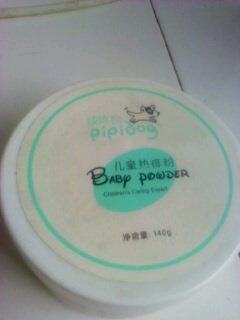 pipidog
儿童热痱粉
BABY POWDER
Children's Caring Expert
净含量: 140g